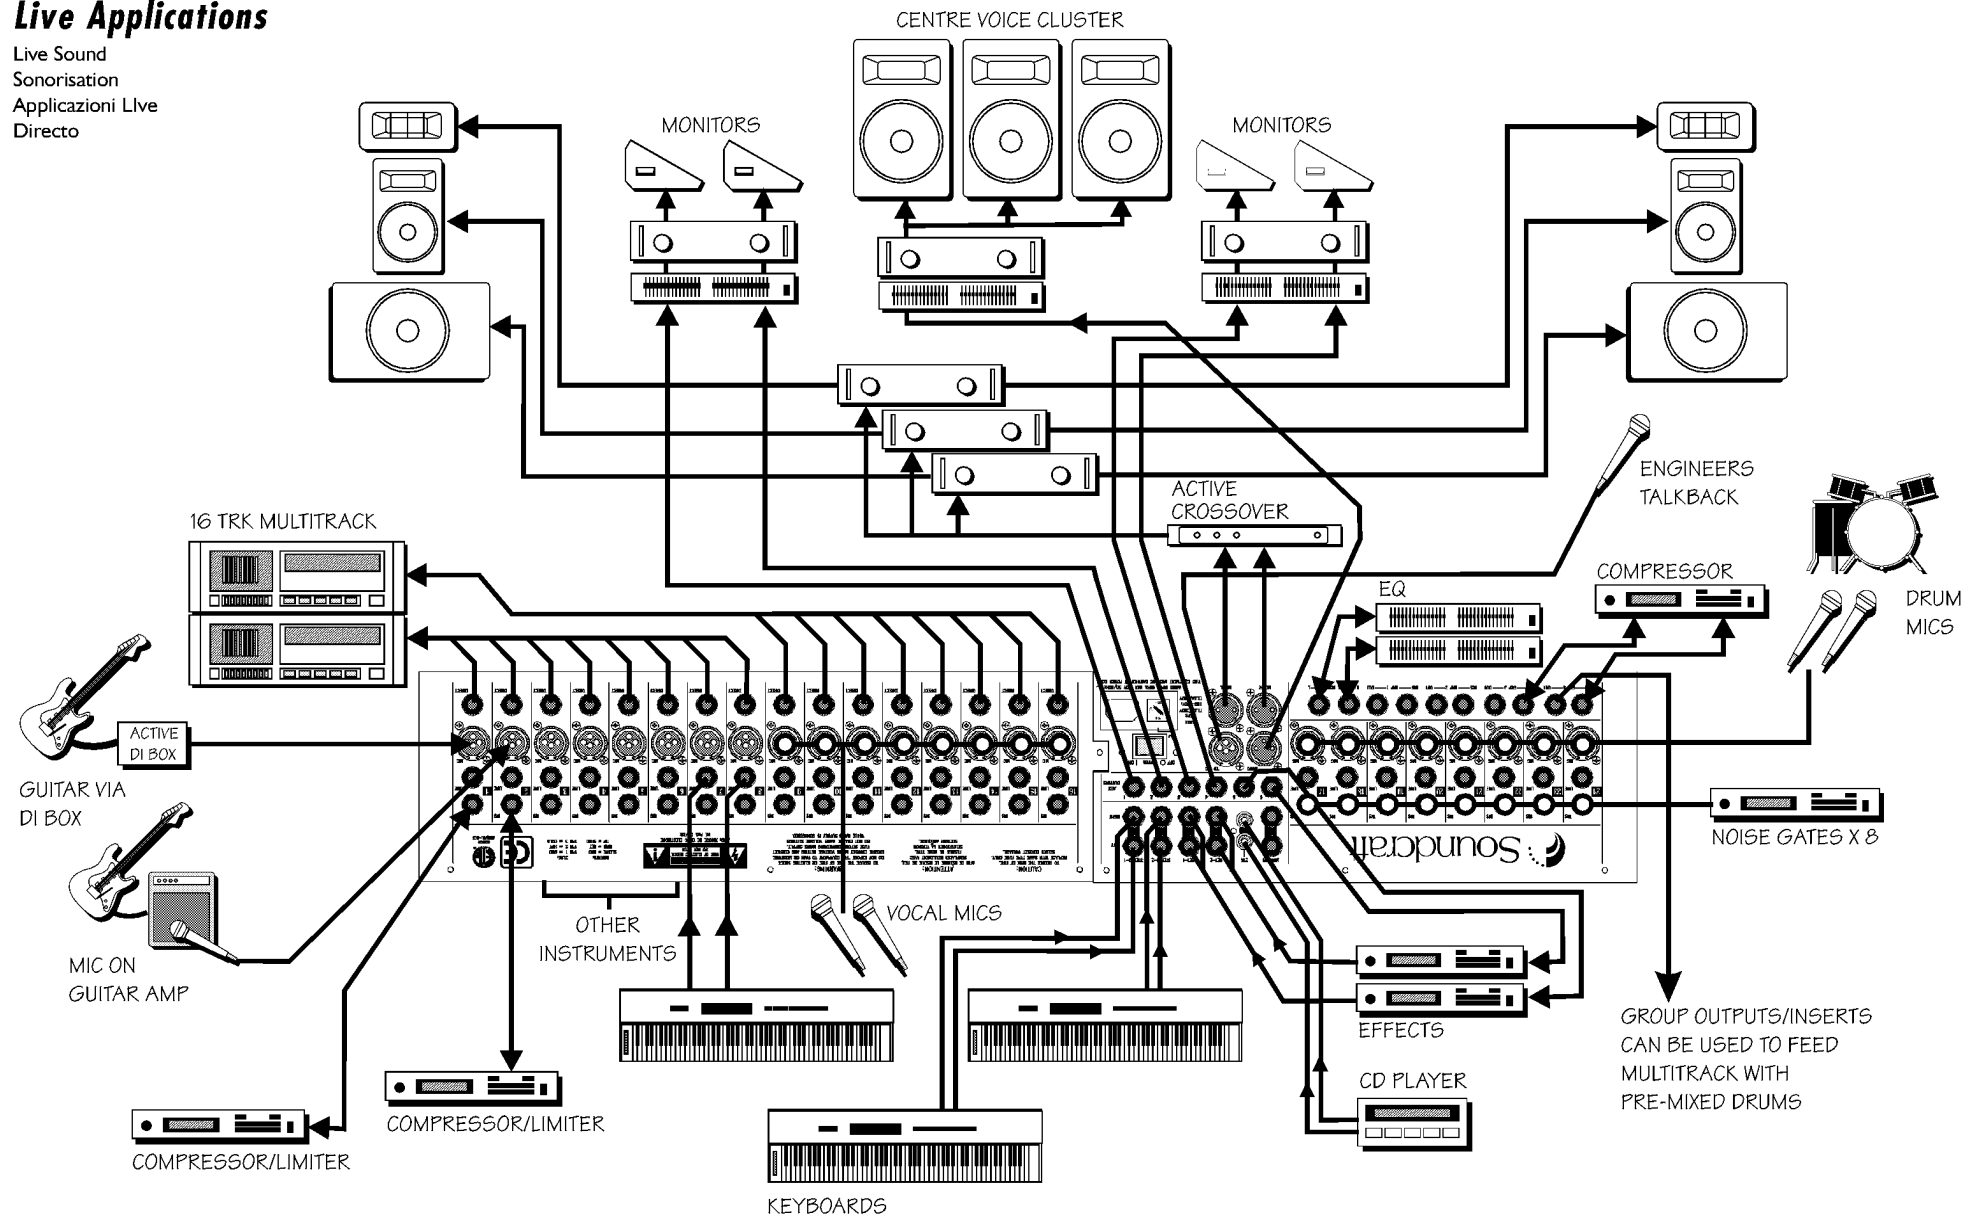 Live Applications
Live Sound
Sonorisation
Applicazioni LIve
Directo
CENTRE VOICE CLUSTER
MONITORS
MONITORS
ENGINEERS
TALKBACK
ACTIVE
CROSSOVER
16 TRK MULTITRACK
EQ
COMPRESSOR
DRUM
MICS
ACTIVE
DI BOX
GUITAR VIA
DI BOX
Soundcraft
NOISE GATES X 8
OTHER
INSTRUMENTS
VOCAL MICS
MIC ON
GUITAR AMP
EFFECTS
GROUP OUTPUTS/INSERTS
CAN BE USED TO FEED
MULTITRACK WITH
PRE-MIXED DRUMS
CD PLAYER
COMPRESSOR/LIMITER
COMPRESSOR/LIMITER
KEYBOARDS